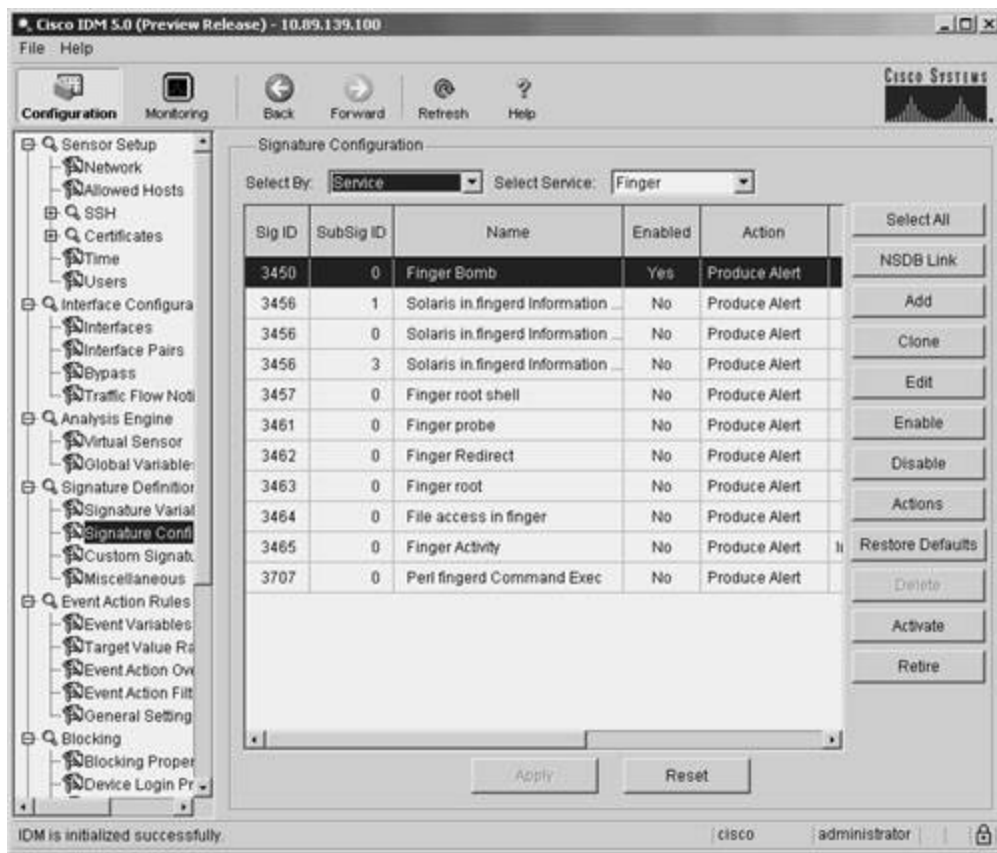 Cisco IDM 5.0 (Preview Release) - 10.89.139.100
File Help
Configuration Monitoring Back Forward Refresh Help
CISCO SYSTEMS
Sensor Setup
Network
Allowed Hosts
SSH
Certificates
Time
Users
Interface Configura
Interfaces
Interface Pairs
Bypass
Traffic Flow Noti
Analysis Engine
Virtual Sensor
Global Variable
Signature Definition
Signature Varial
Signature Confi
Custom Signatu
Miscellaneous
Event Action Rules
Event Variables
Target Value Ra
Event Action Ove
Event Action Filt
General Setting
Blocking
Blocking Proper
Device Login Pr
Signature Configuration
Select By: Service Select Service: Finger
Sig ID SubSig ID Name Enabled Action
3450 0 Finger Bomb Yes Produce Alert
3456 1 Solaris in.fingerd Information ... No Produce Alert
3456 0 Solaris in.fingerd Information ... No Produce Alert
3456 3 Solaris in.fingerd Information ... No Produce Alert
3457 0 Finger root shell No Produce Alert
3461 0 Finger probe No Produce Alert
3462 0 Finger Redirect No Produce Alert
3463 0 Finger root No Produce Alert
3464 0 File access in finger No Produce Alert
3465 0 Finger Activity No Produce Alert
3707 0 Perl fingerd Command Exec No Produce Alert
Select All
NSDB Link
Add
Clone
Edit
Enable
Disable
Actions
Restore Defaults
Delete
Activate
Retire
Apply Reset
IDM is initialized successfully. cisco administrator